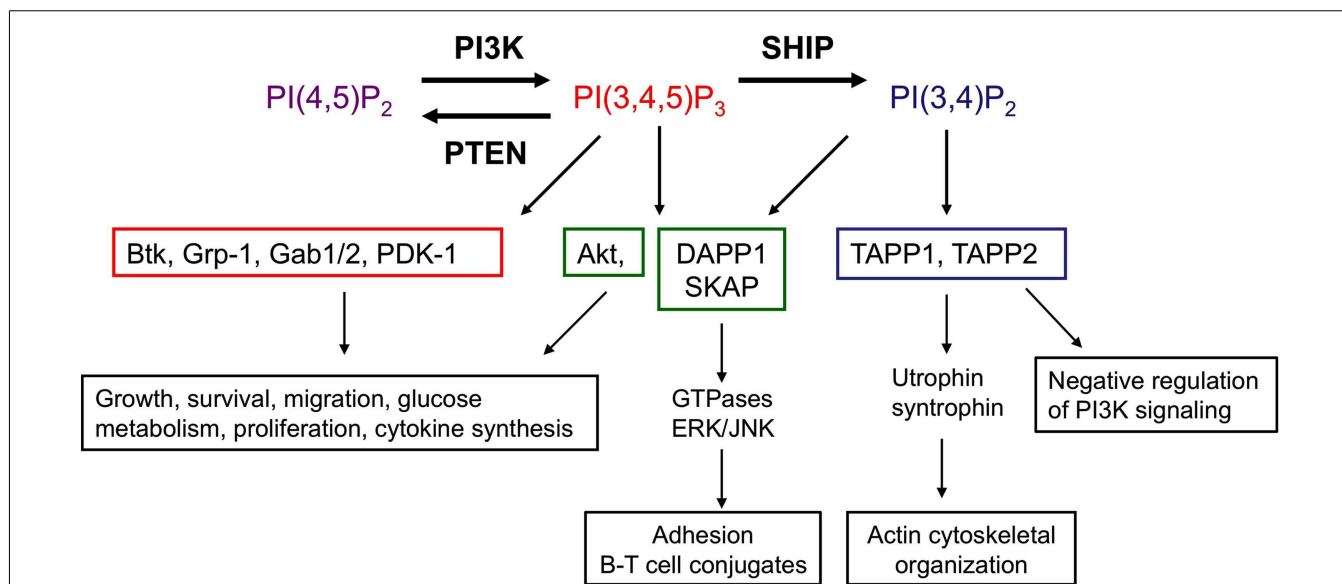 PI3K
SHIP
PI(4,5)P2
PI(3,4,5)P3
PI(3,4)P2
PTEN
Btk, Grp-1, Gab1/2, PDK-1
Akt,
DAPP1
SKAP
TAPP1, TAPP2
Growth, survival, migration, glucose
metabolism, proliferation, cytokine synthesis
GTPases
ERK/JNK
Utrophin
syntrophin
Negative regulation
of PI3K signaling
Adhesion
B-T cell conjugates
Actin cytoskeletal
organization